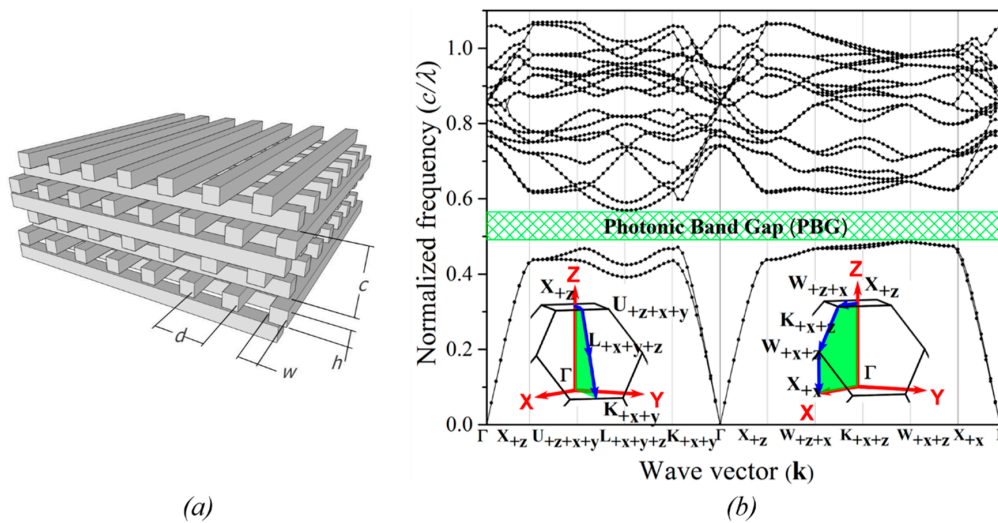 c
d
w
h
(a)
Normalized frequency (c/λ)
1.0
0.8
0.6
0.4
0.2
0.0
Photonic Band Gap (PBG)
Z
X+z
U+z+x+y
L+x+y+z
Γ
X
Y
K+x+y
Z
W+z+x
X+z
K+x+z
W+x+z
Γ
X+x
X
Y
Γ X+z U+z+x+y L+x+y+z K+x+y Γ X+z W+z+x K+x+z W+x+z X+x
Wave vector (k)
(b)